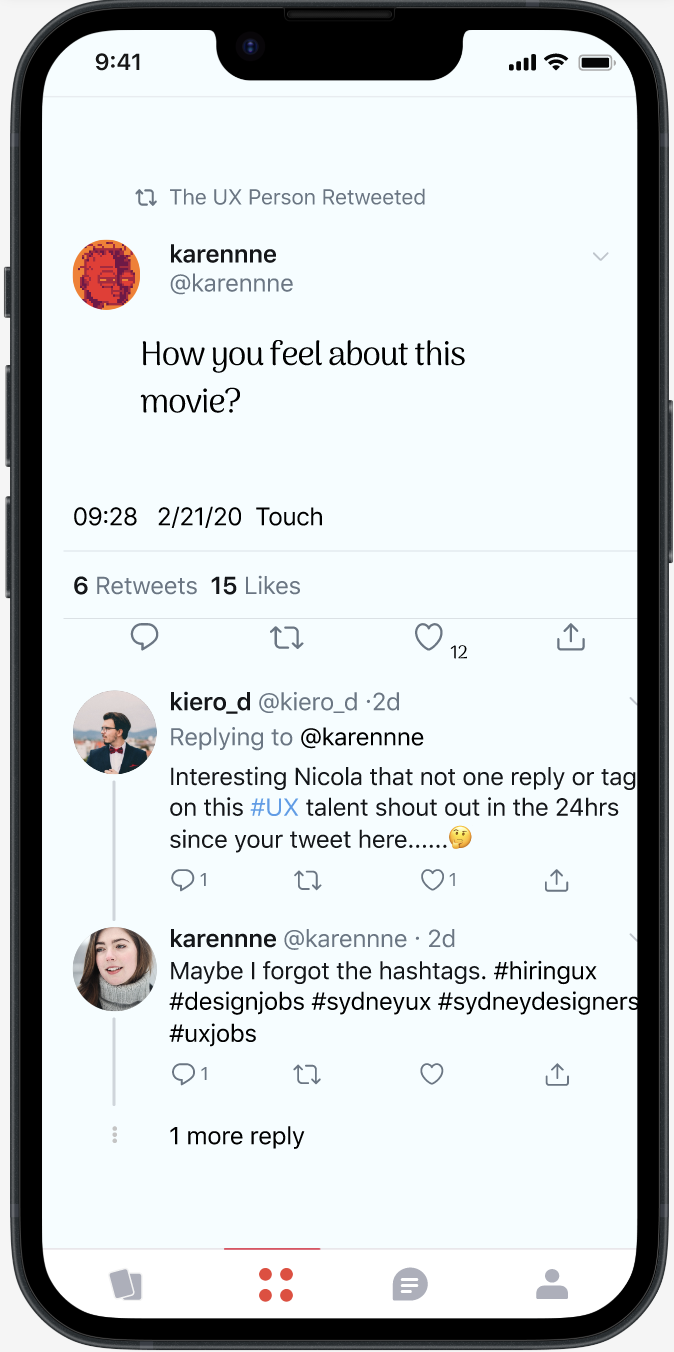 9:41
The UX Person Retweeted
karennne
@karennne
How you feel about this
movie?
09:28 2/21/20 Touch
6 Retweets 15 Likes
12
kiero_d @kiero_d ·2d
Replying to @karennne
Interesting Nicola that not one reply or tag
on this #UX talent shout out in the 24hrs
since your tweet here......🤔
1 1
karennne @karennne · 2d
Maybe I forgot the hashtags. #hiringux
#designjobs #sydneyux #sydneydesigners
#uxjobs
1
1 more reply